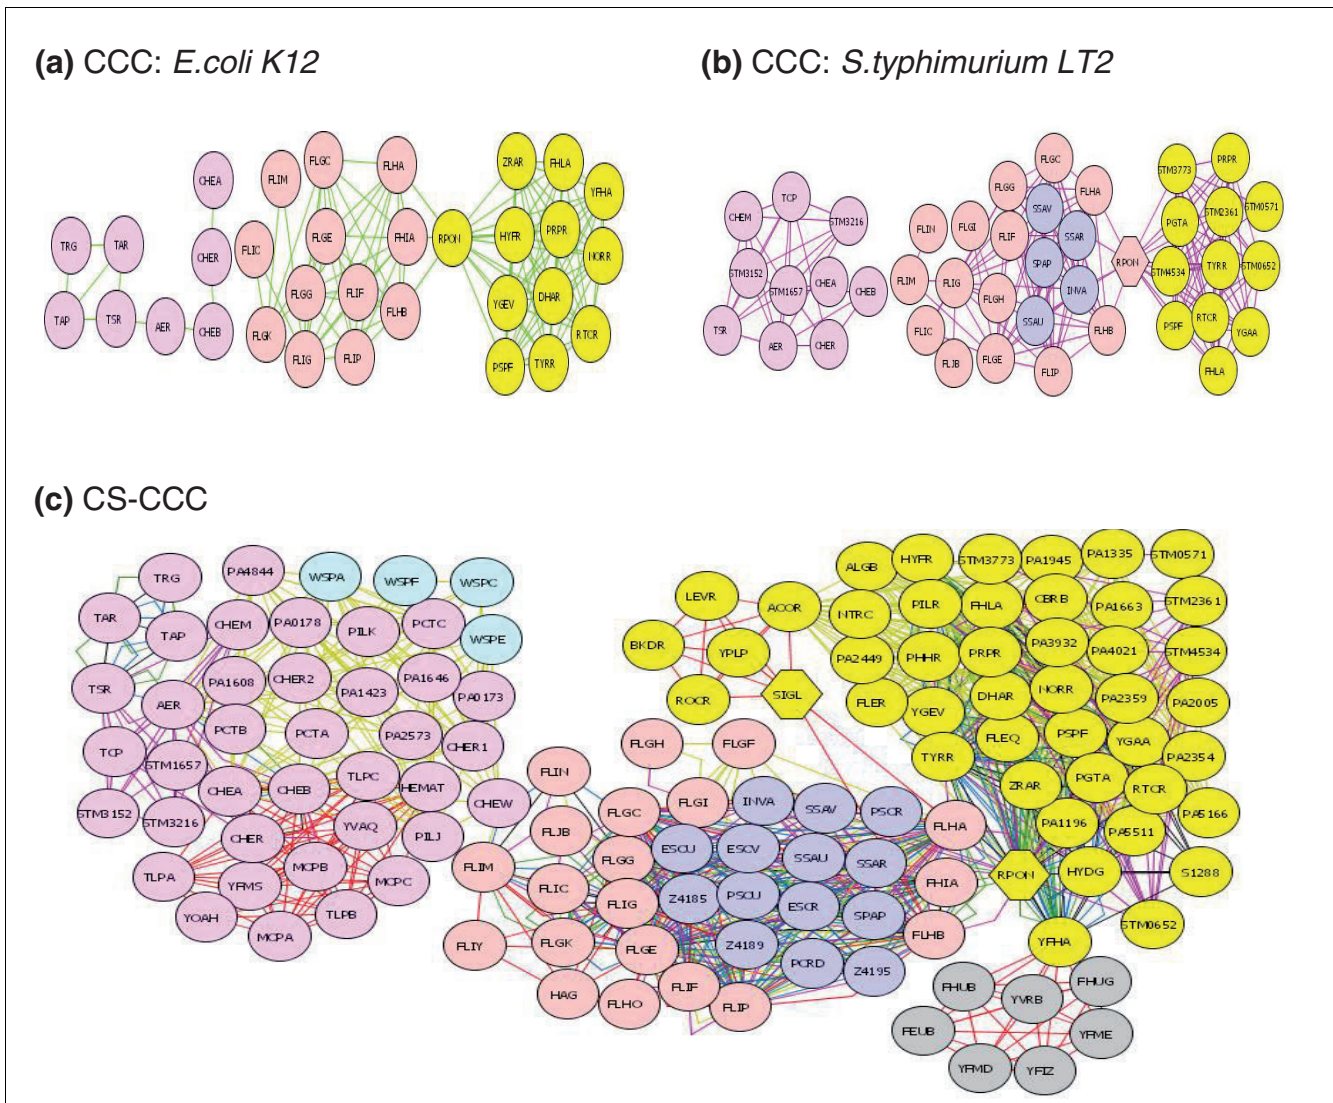 (a) CCC: E.coli K12
(b) CCC: S.typhimurium LT2
CHEA
TRG
TAR
CHER
TAP
TSR
AER
CHEB
FLIM
FLGC
FLHA
FLIC
FLGE
FHIA
FLGG
FLIF
FLHB
FLGK
FLIG
FLIP
RPON
ZRAR
FHLA
YFHA
HYFR
PRPR
NORR
YGEV
DHAR
RTCR
PSPF
TYRR
TCP
CHEM
STM3216
STM3152
STM1657
CHEA
CHEB
TSR
AER
CHER
FLGC
FLGG
SSAV
FLHA
FLIN
FLGI
FLIF
SSAR
SPAP
FLIM
FLIG
FLGH
INVA
FLIC
SSAU
FLHB
FLJB
FLGE
FLIP
RPON
STM3773
PRPR
PGTA
STM2361
STM0571
STM4534
TYRR
STM0652
PSPF
RTCR
YGAA
FHLA
(c) CS-CCC
TRG
PA4844
WSPA
WSPF
WSPC
TAR
TAP
CHEM
PA0178
PILK
PCTC
WSPE
TSR
AER
PA1608
CHER2
PA1423
PA1646
PA0173
PCTB
PCTA
PA2573
CHER1
TCP
STM1657
CHEA
CHEB
TLPC
HEMAT
CHEW
STM3152
STM3216
CHER
YVAQ
PILJ
TLPA
YFMS
MCPB
MCPC
YOAH
MCPA
TLPB
LEVR
ACOR
BKDR
YPLP
ROCR
SIGL
FLGH
FLGF
FLIN
FLGC
FLGI
INVA
SSAV
PSCR
FLHA
FLJB
FLGG
ESCU
ESCV
SSAU
SSAR
FLIM
FLIC
FLIG
Z4185
PSCU
ESCR
SPAP
FHIA
FLIY
FLGK
FLGE
Z4189
PCRD
Z4195
FLHB
HAG
FLHO
FLIF
FLIP
ALGB
HYFR
STM3773
PA1945
PA1335
STM0571
NTRC
PILR
FHLA
CBRB
PA1663
STM2361
PA2449
PHHR
PRPR
PA3932
PA4021
STM4534
FLER
YGEV
DHAR
NORR
PA2359
PA2005
TYRR
FLEQ
PSPF
YGAA
PA2354
ZRAR
PGTA
RTCR
PA1196
PA5511
PA5166
RPON
HYDG
S1288
STM0652
YFHA
FHUB
YVRB
FHUG
FEUB
YFME
YFMD
YFIZ